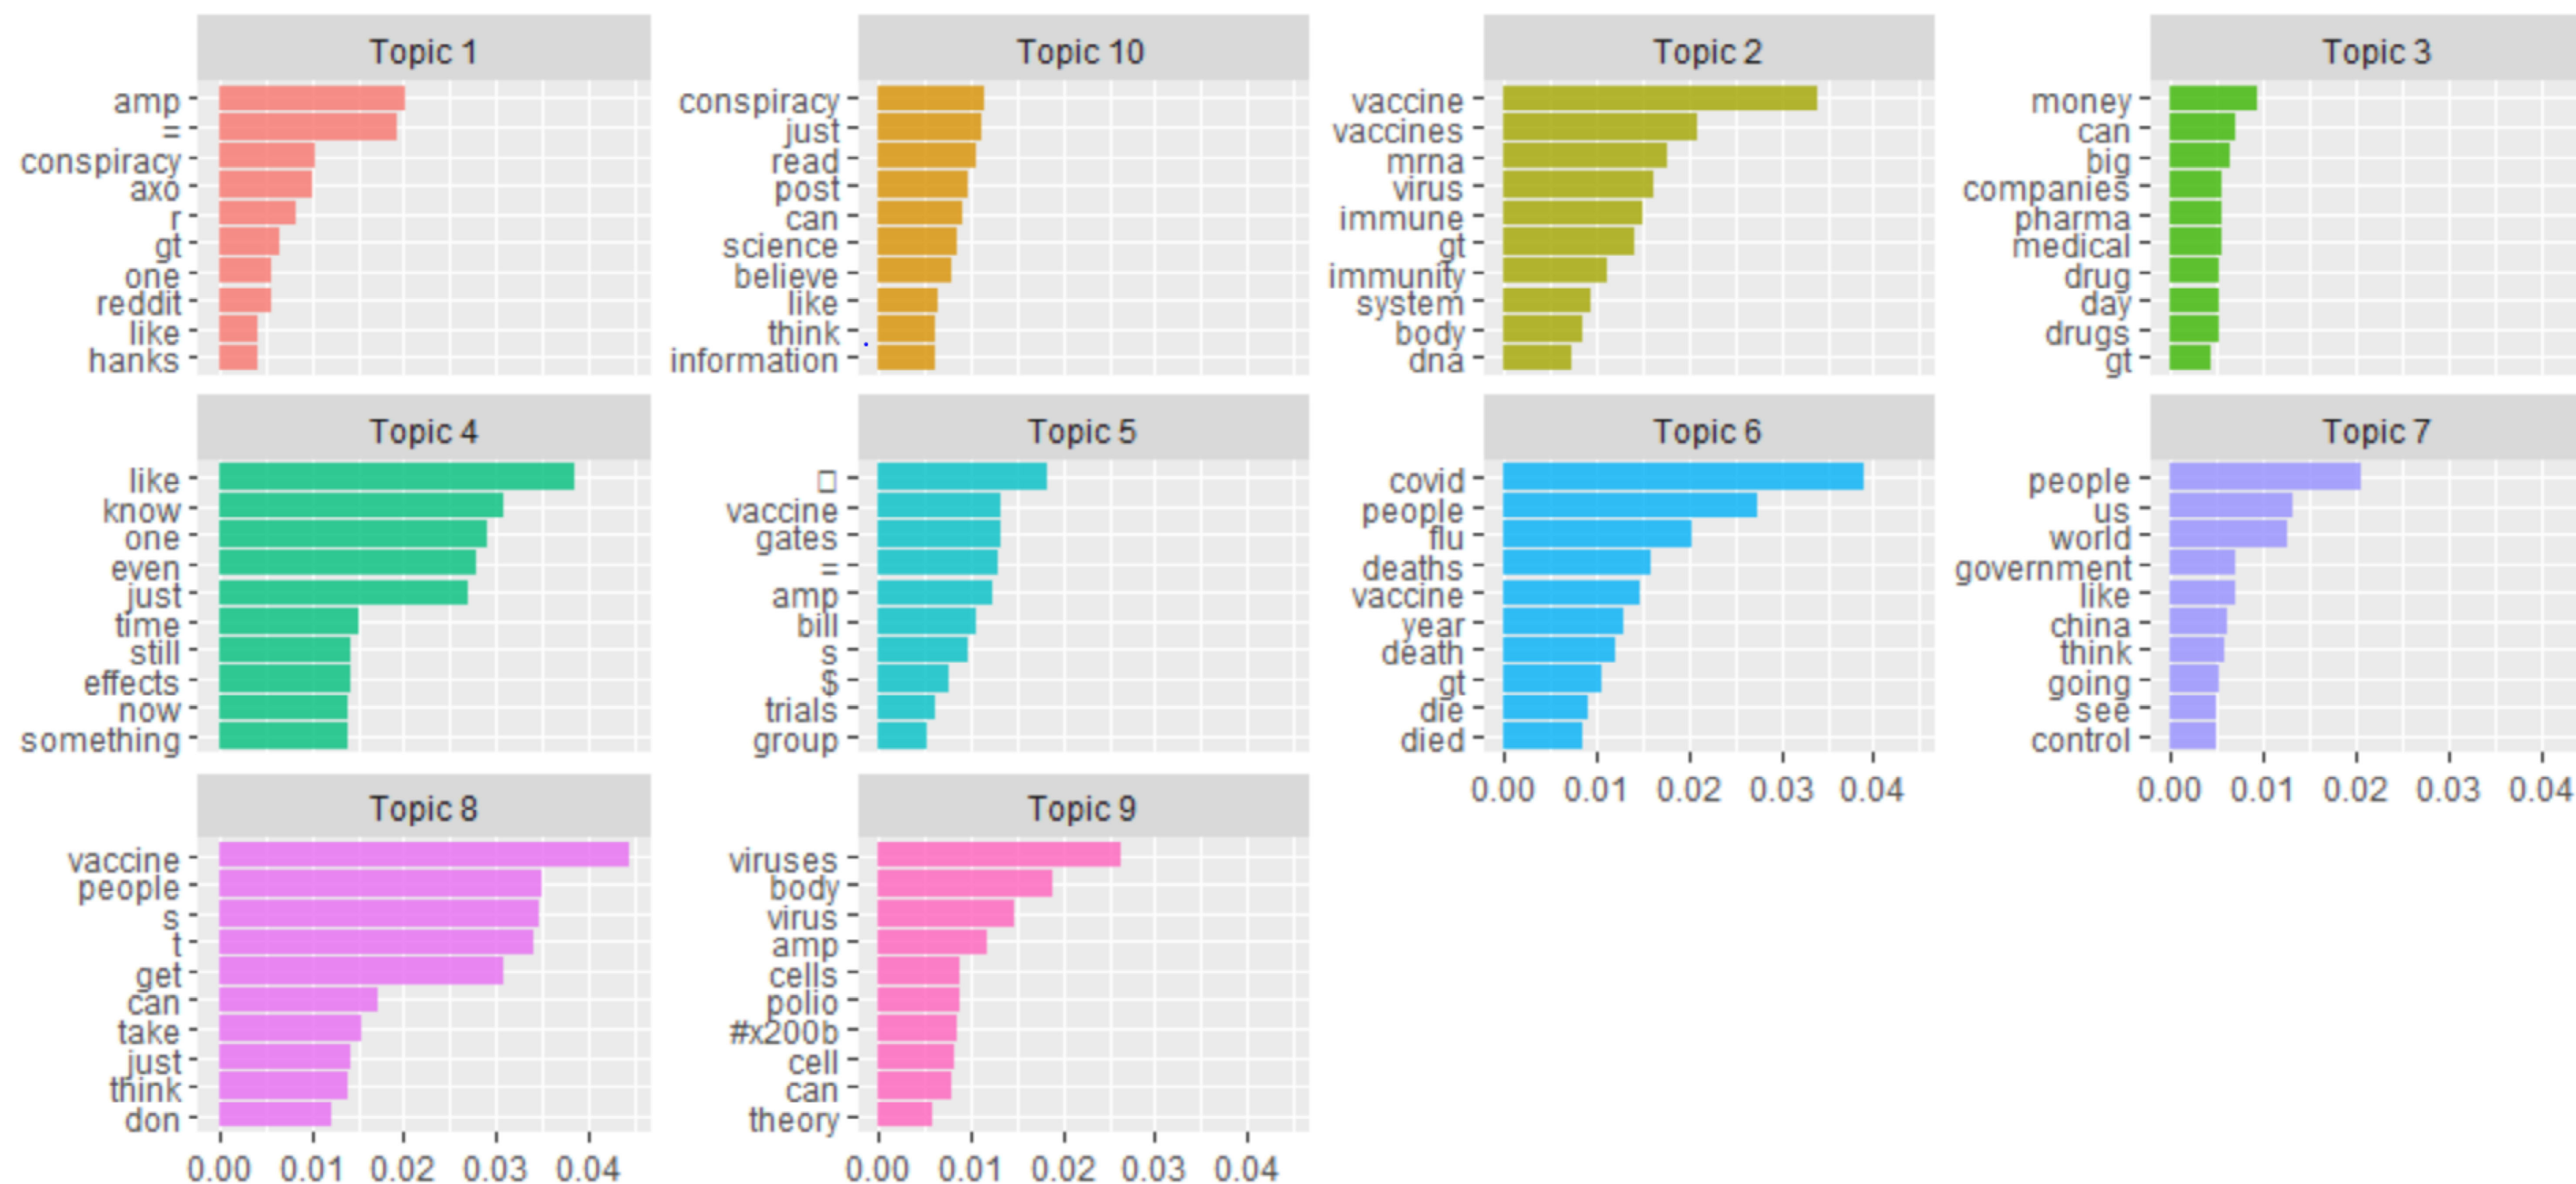 Topic 1
amp
=
conspiracy
axo
r
gt
one
reddit
like
hanks
Topic 10
conspiracy
just
read
post
can
science
believe
like
think
information
Topic 2
vaccine
vaccines
mrna
virus
immune
gt
immunity
system
body
dna
Topic 3
money
can
big
companies
pharma
medical
drug
day
drugs
gt
Topic 4
like
know
one
even
just
time
still
effects
now
something
Topic 5
□
vaccine
gates
=
amp
bill
s
$
trials
group
Topic 6
covid
people
flu
deaths
vaccine
year
death
gt
die
died
0.00 0.01 0.02 0.03 0.04
Topic 7
people
us
world
government
like
china
think
going
see
control
0.00 0.01 0.02 0.03 0.04
Topic 8
vaccine
people
s
t
get
can
take
just
think
don
0.00 0.01 0.02 0.03 0.04
Topic 9
viruses
body
virus
amp
cells
polio
#x200b
cell
can
theory
0.00 0.01 0.02 0.03 0.04